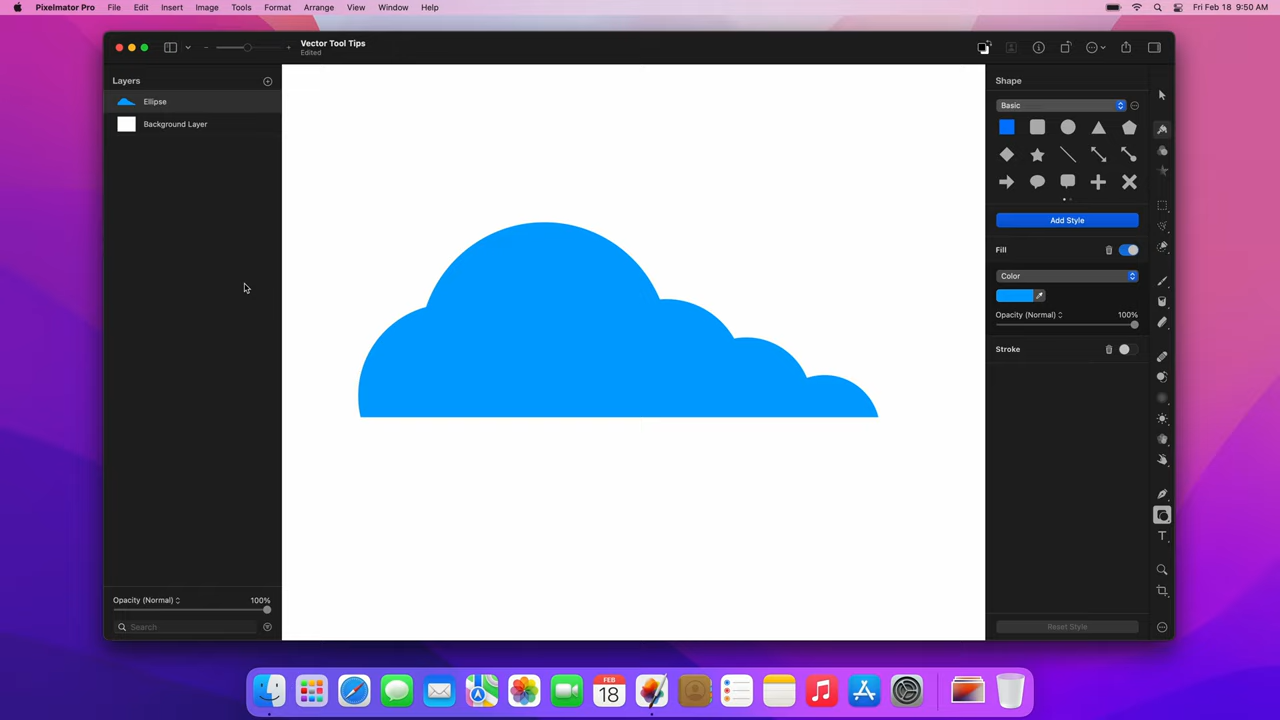 Pixelmator Pro File Edit Insert Image Tools Format Arrange View Window Help Fri Feb 18 9:50 AM
Vector Tool Tips
Edited
Layers
Ellipse
Background Layer
Opacity (Normal) 100%
Search
Shape
Basic
Add Style
Fill
Color
Opacity (Normal) 100%
Stroke
Reset Style
FEB
18